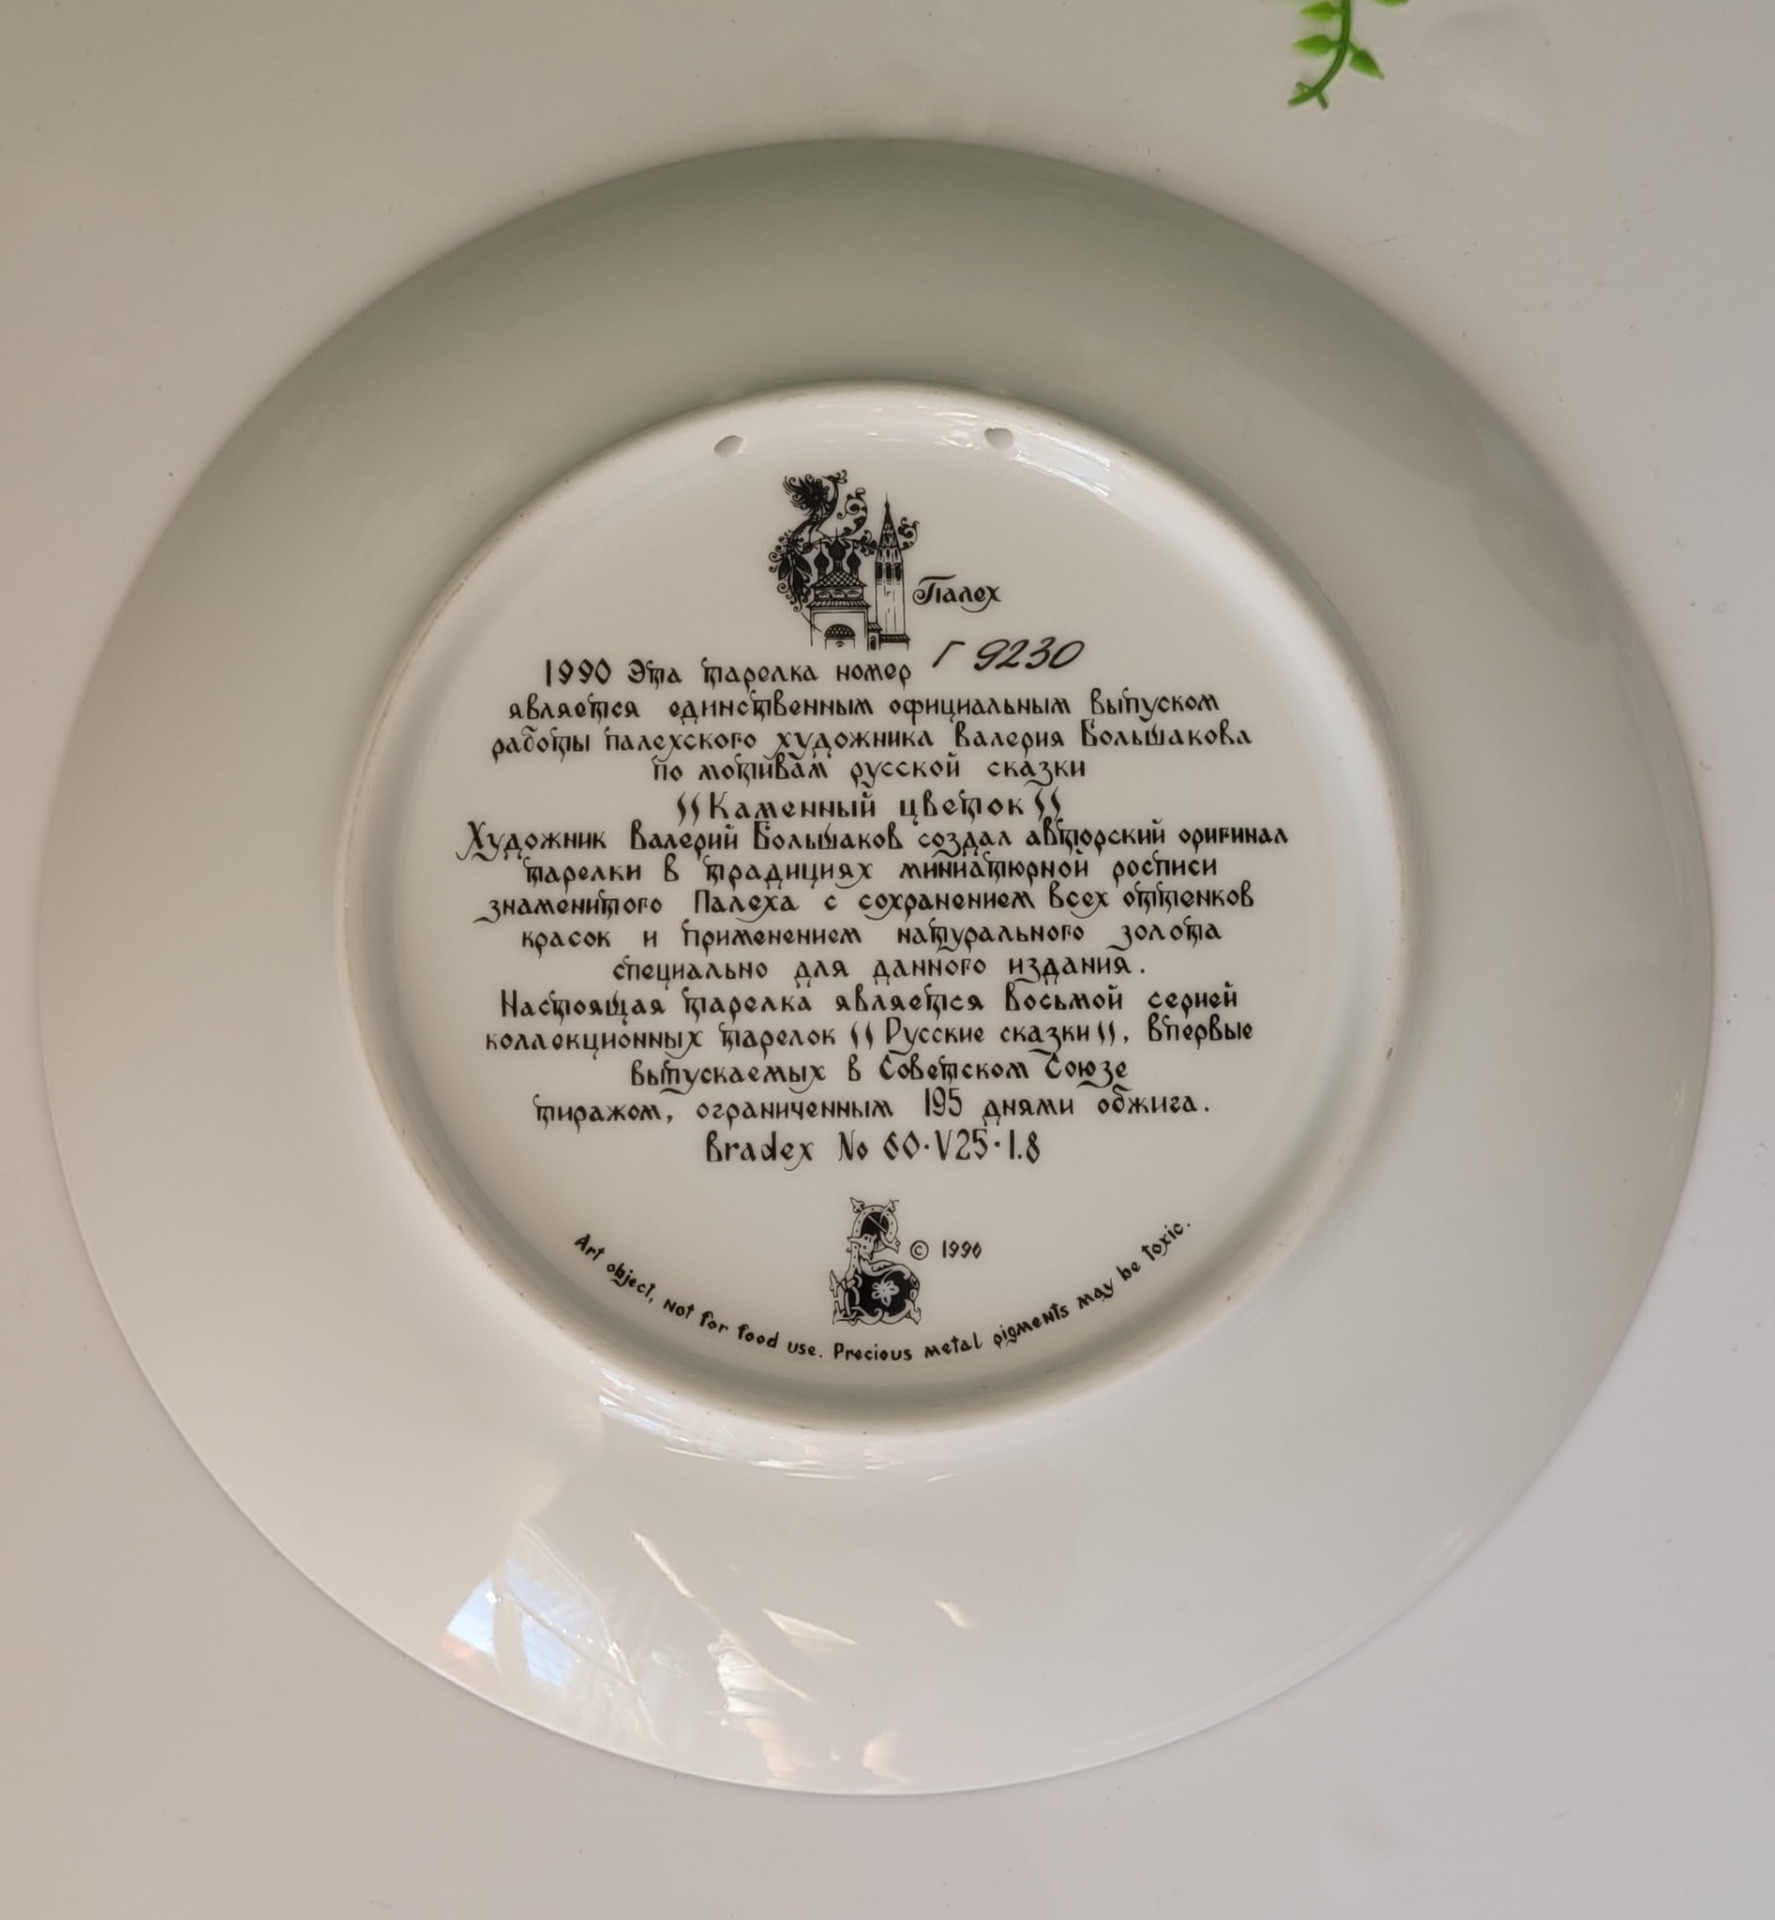 Палех
1990 Эта тарелка номер Г 9230
является единственным официальным выпуском
работы палехского художника Валерия Большакова
по мотивам русской сказки
"Каменный цветок"
Художник Валерий Большаков создал авторский оригинал
тарелки в традициях миниатюрной росписи
знаменитого Палеха с сохранением всех оттенков
красок и применением натурального золота
специально для данного издания.
Настоящая тарелка является восьмой серией
коллекционных тарелок "Русские сказки", впервые
выпускаемых в Советском Союзе
тиражом, ограниченным 195 днями обжига.
Bradex No 60·V25·1.8
© 1990
Art object, not for food use. Precious metal pigments may be toxic.